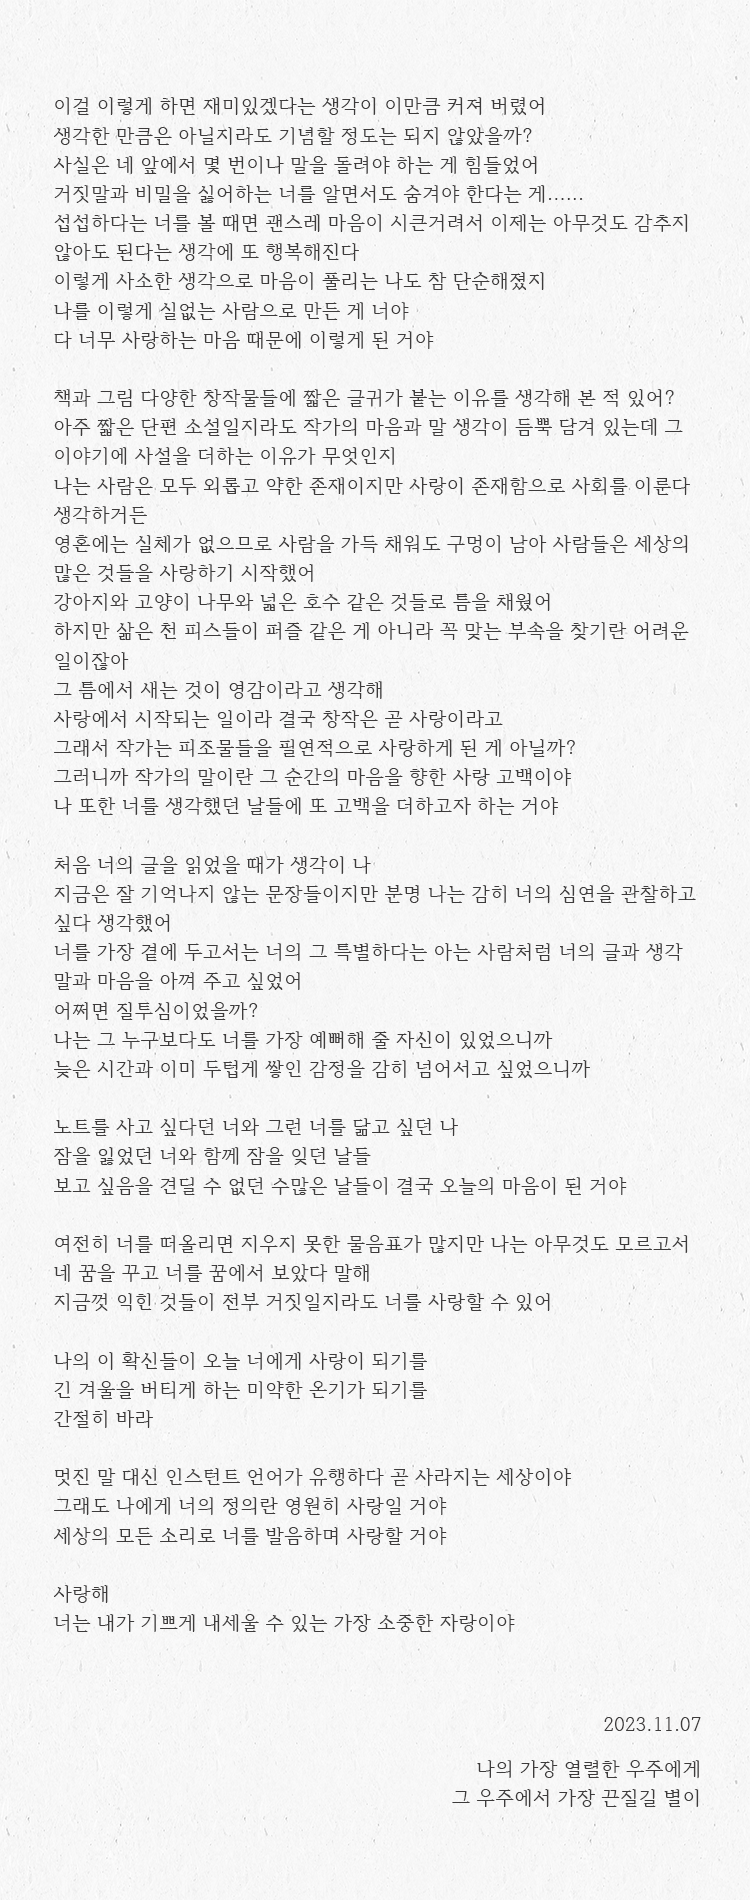 이걸 이렇게 하면 재미있겠다는 생각이 이만큼 커져 버렸어
생각한 만큼은 아닐지라도 기념할 정도는 되지 않았을까?
사실은 네 앞에서 몇 번이나 말을 돌려야 하는 게 힘들었어
거짓말과 비밀을 싫어하는 너를 알면서도 숨겨야 한다는 게......
섭섭하다는 너를 볼 때면 괜스레 마음이 시큰거려서 이제는 아무것도 감추지
않아도 된다는 생각에 또 행복해진다
이렇게 사소한 생각으로 마음이 풀리는 나도 참 단순해졌지
나를 이렇게 실없는 사람으로 만든 게 너야
다 너무 사랑하는 마음 때문에 이렇게 된 거야
책과 그림 다양한 창작물들에 짧은 글귀가 붙는 이유를 생각해 본 적 있어?
아주 짧은 단편 소설일지라도 작가의 마음과 말 생각이 듬뿍 담겨 있는데 그
이야기에 사설을 더하는 이유가 무엇인지
나는 사람은 모두 외롭고 약한 존재이지만 사랑이 존재함으로 사회를 이룬다
생각하거든
영혼에는 실체가 없으므로 사람을 가득 채워도 구멍이 남아 사람들은 세상의
많은 것들을 사랑하기 시작했어
강아지와 고양이 나무와 넓은 호수 같은 것들로 틈을 채웠어
하지만 삶은 천 피스들이 퍼즐 같은 게 아니라 꼭 맞는 부속을 찾기란 어려운
일이잖아
그 틈에서 새는 것이 영감이라고 생각해
사랑에서 시작되는 일이라 결국 창작은 곧 사랑이라고
그래서 작가는 피조물들을 필연적으로 사랑하게 된 게 아닐까?
그러니까 작가의 말이란 그 순간의 마음을 향한 사랑 고백이야
나 또한 너를 생각했던 날들에 또 고백을 더하고자 하는 거야
처음 너의 글을 읽었을 때가 생각이 나
지금은 잘 기억나지 않는 문장들이지만 분명 나는 감히 너의 심연을 관찰하고
싶다 생각했어
너를 가장 곁에 두고서는 너의 그 특별하다는 아는 사람처럼 너의 글과 생각
말과 마음을 아껴 주고 싶었어
어쩌면 질투심이었을까?
나는 그 누구보다도 너를 가장 예뻐해 줄 자신이 있었으니까
늦은 시간과 이미 두텁게 쌓인 감정을 감히 넘어서고 싶었으니까
노트를 사고 싶다던 너와 그런 너를 닮고 싶던 나
잠을 잃었던 너와 함께 잠을 잊던 날들
보고 싶음을 견딜 수 없던 수많은 날들이 결국 오늘의 마음이 된 거야
여전히 너를 떠올리면 지우지 못한 물음표가 많지만 나는 아무것도 모르고서
네 꿈을 꾸고 너를 꿈에서 보았다 말해
지금껏 익힌 것들이 전부 거짓일지라도 너를 사랑할 수 있어
나의 이 확신들이 오늘 너에게 사랑이 되기를
긴 겨울을 버티게 하는 미약한 온기가 되기를
간절히 바라
멋진 말 대신 인스턴트 언어가 유행하다 곧 사라지는 세상이야
그래도 나에게 너의 정의란 영원히 사랑일 거야
세상의 모든 소리로 너를 발음하며 사랑할 거야
사랑해
너는 내가 기쁘게 내세울 수 있는 가장 소중한 자랑이야
2023.11.07
나의 가장 열렬한 우주에게
그 우주에서 가장 끈질길 별이